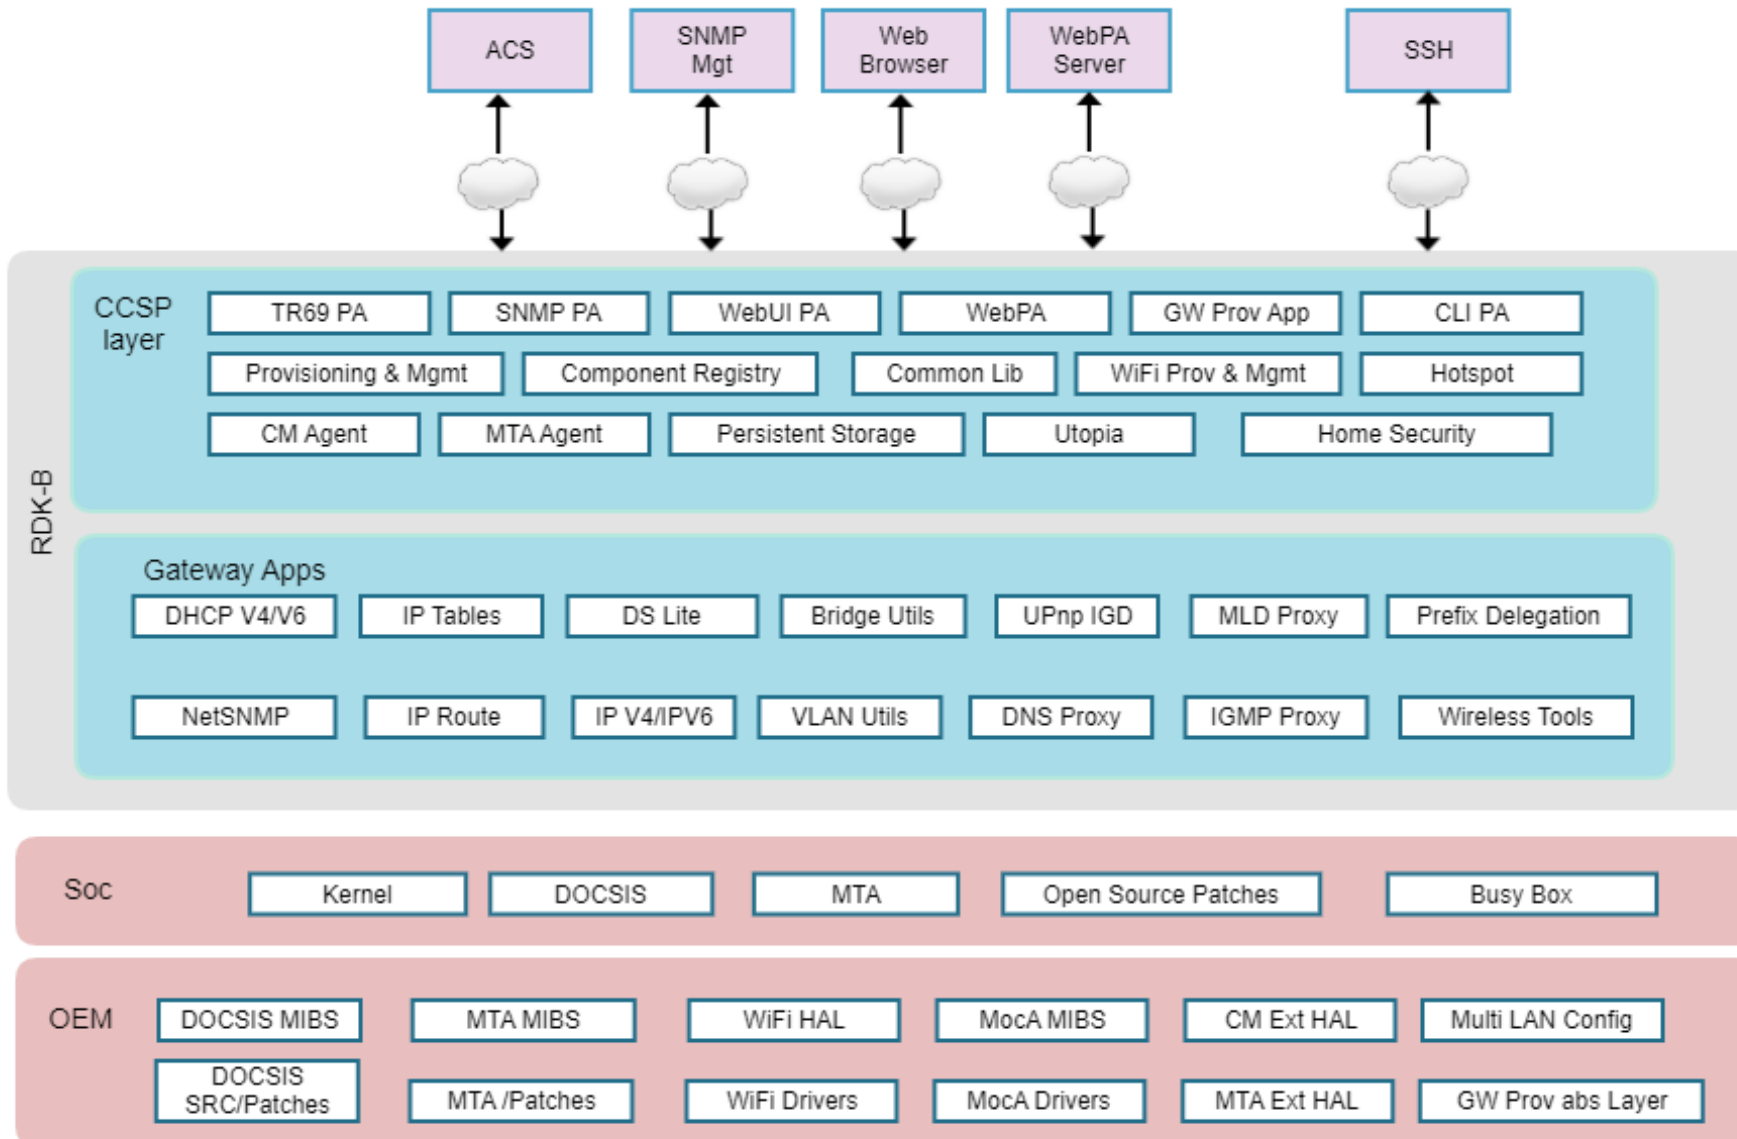 ACS
SNMP
Mgt
Web
Browser
WebPA
Server
SSH
RDK-B
CCSP
layer
TR69 PA
SNMP PA
WebUI PA
WebPA
GW Prov App
CLI PA
Provisioning & Mgmt
Component Registry
Common Lib
WiFi Prov & Mgmt
Hotspot
CM Agent
MTA Agent
Persistent Storage
Utopia
Home Security
Gateway Apps
DHCP V4/V6
IP Tables
DS Lite
Bridge Utils
UPnp IGD
MLD Proxy
Prefix Delegation
NetSNMP
IP Route
IP V4/IPV6
VLAN Utils
DNS Proxy
IGMP Proxy
Wireless Tools
Soc
Kernel
DOCSIS
MTA
Open Source Patches
Busy Box
OEM
DOCSIS MIBS
MTA MIBS
WiFi HAL
MocA MIBS
CM Ext HAL
Multi LAN Config
DOCSIS
SRC/Patches
MTA /Patches
WiFi Drivers
MocA Drivers
MTA Ext HAL
GW Prov abs Layer